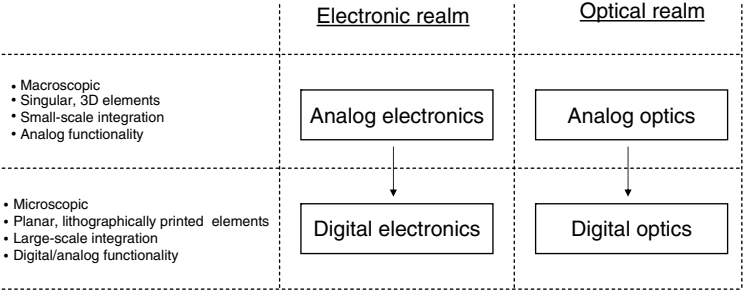 Electronic realm
Optical realm
• Macroscopic
• Singular, 3D elements
• Small-scale integration
• Analog functionality
Analog electronics
Analog optics
• Microscopic
• Planar, lithographically printed elements
• Large-scale integration
• Digital/analog functionality
Digital electronics
Digital optics